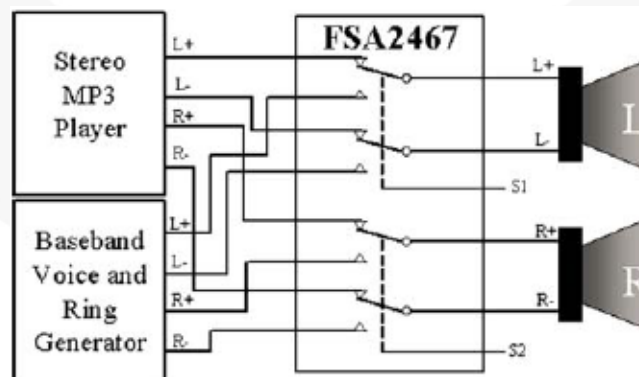 Stereo
MP3
Player
L+
L-
R+
R-
Baseband
Voice and
Ring
Generator
L+
L-
R+
R-
FSA2467
S1
S2
L+
L-
R+
R-
L
R